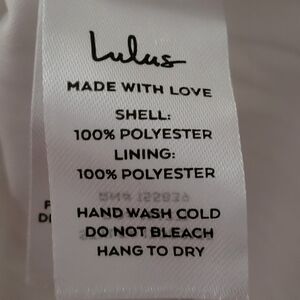 Lulus
MADE WITH LOVE
SHELL:
100% POLYESTER
LINING:
100% POLYESTER
HAND WASH COLD
DO NOT BLEACH
HANG TO DRY